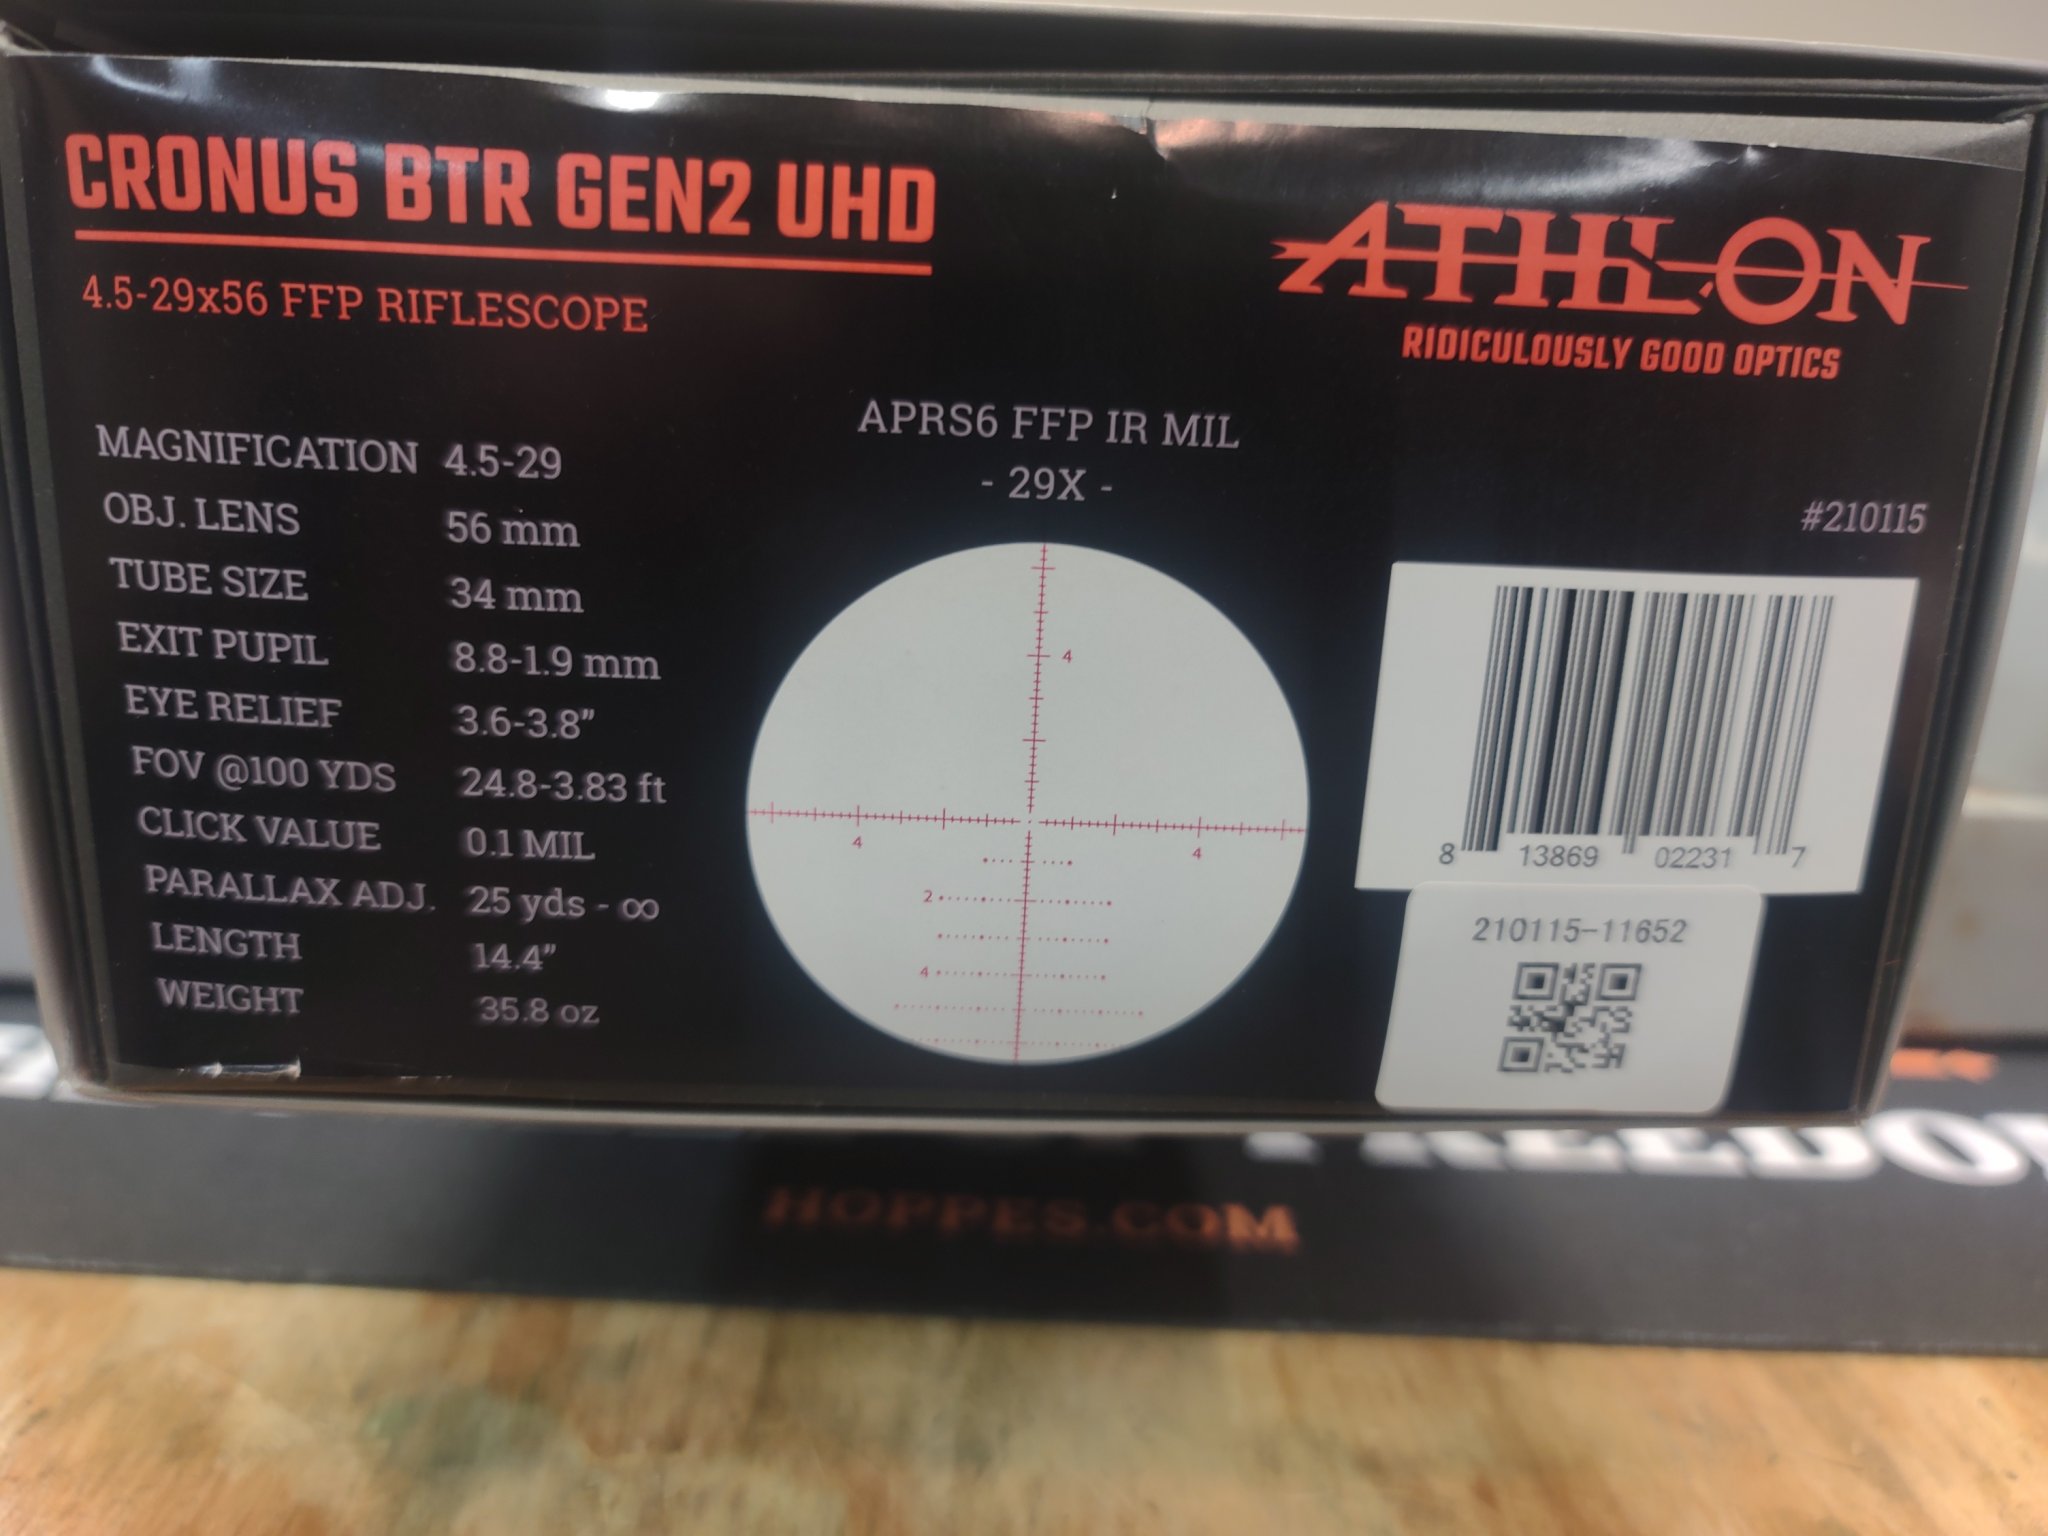 CRONUS BTR GEN2 UHD
4.5-29x56 FFP RIFLESCOPE
ATHLON
RIDICULOUSLY GOOD OPTICS
MAGNIFICATION 4.5-29
OBJ. LENS 56 mm
TUBE SIZE 34 mm
EXIT PUPIL 8.8-1.9 mm
EYE RELIEF 3.6-3.8”
FOV @100 YDS 24.8-3.83 ft
CLICK VALUE 0.1 MIL
PARALLAX ADJ. 25 yds - ∞
LENGTH 14.4”
WEIGHT 35.8 oz
APRS6 FFP IR MIL
- 29X -
4
4 4
2
4
#210115
8 13869 02231 7
210115-11652
HOPPES.COM